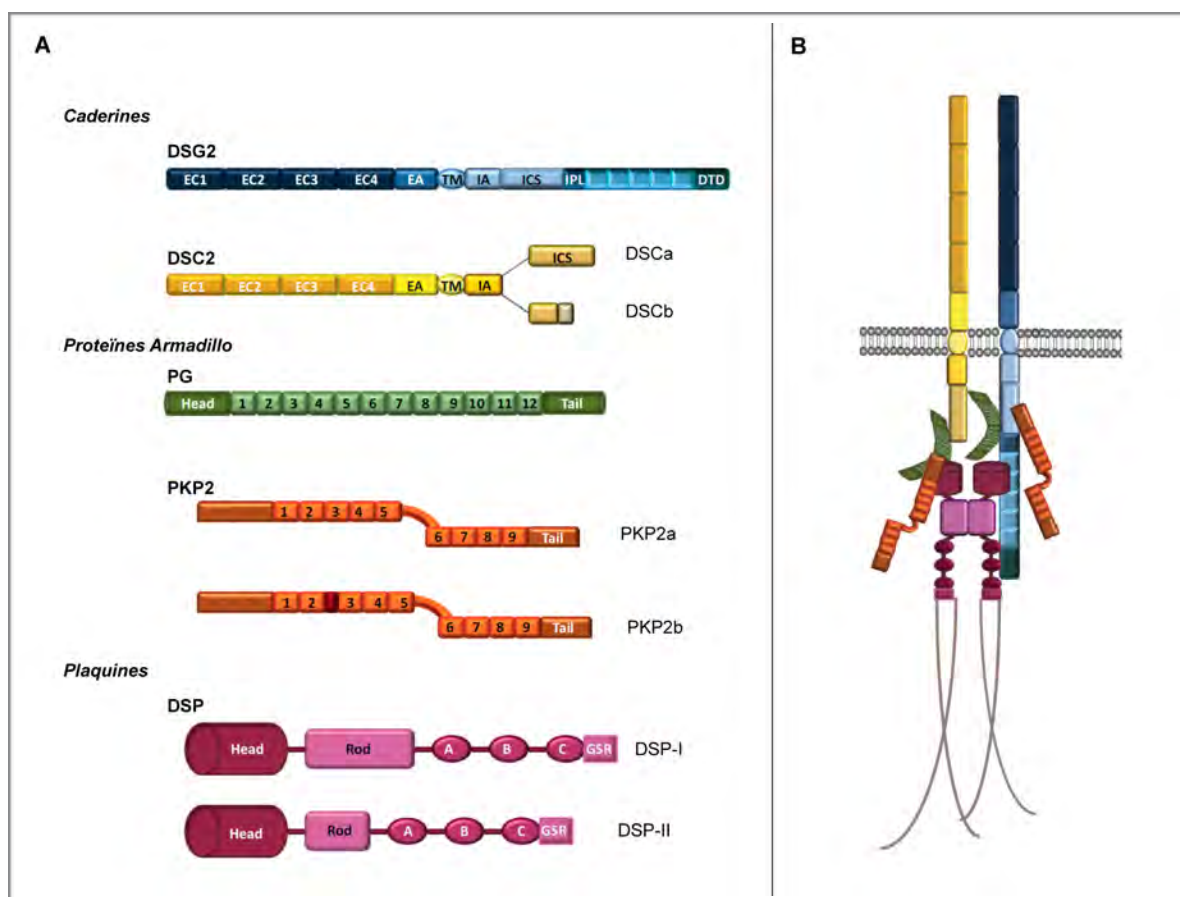 A
B
Caderines
DSG2
EC1 EC2 EC3 EC4 EA TM IA ICS IPL DTD
DSC2
EC1 EC2 EC3 EC4 EA TM IA
ICS DSCa
DSCb
Proteïnes Armadillo
PG
Head 1 2 3 4 5 6 7 8 9 10 11 12 Tail
PKP2
1 2 3 4 5
6 7 8 9 Tail PKP2a
1 2 3 4 5
6 7 8 9 Tail PKP2b
Plaquines
DSP
Head Rod A B C GSR DSP-I
Head Rod A B C GSR DSP-II